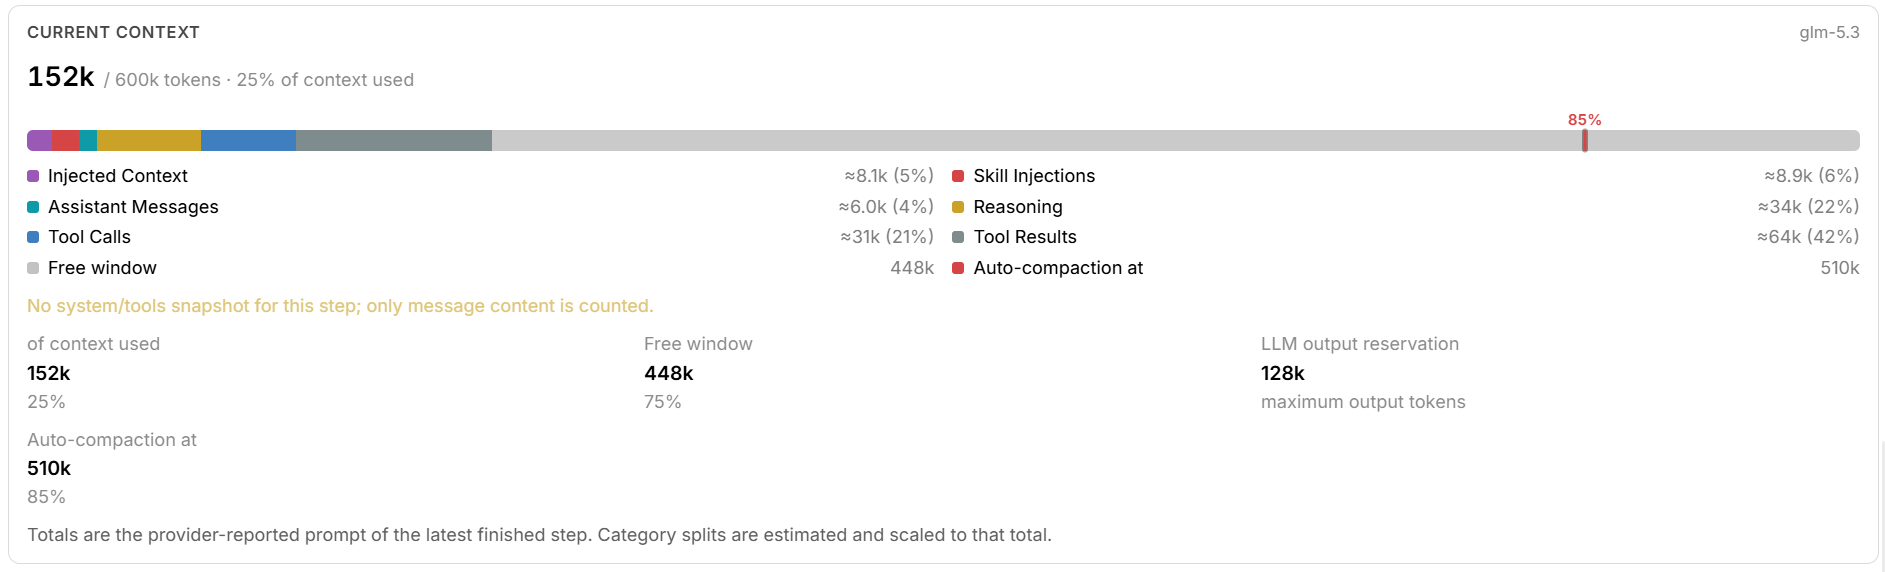 CURRENT CONTEXT glm-5.3
152k / 600k tokens · 25% of context used
85%
Injected Context ≈8.1k (5%) Skill Injections ≈8.9k (6%)
Assistant Messages ≈6.0k (4%) Reasoning ≈34k (22%)
Tool Calls ≈31k (21%) Tool Results ≈64k (42%)
Free window 448k Auto-compaction at 510k
No system/tools snapshot for this step; only message content is counted.
of context used Free window LLM output reservation
152k 448k 128k
25% 75% maximum output tokens
Auto-compaction at
510k
85%
Totals are the provider-reported prompt of the latest finished step. Category splits are estimated and scaled to that total.